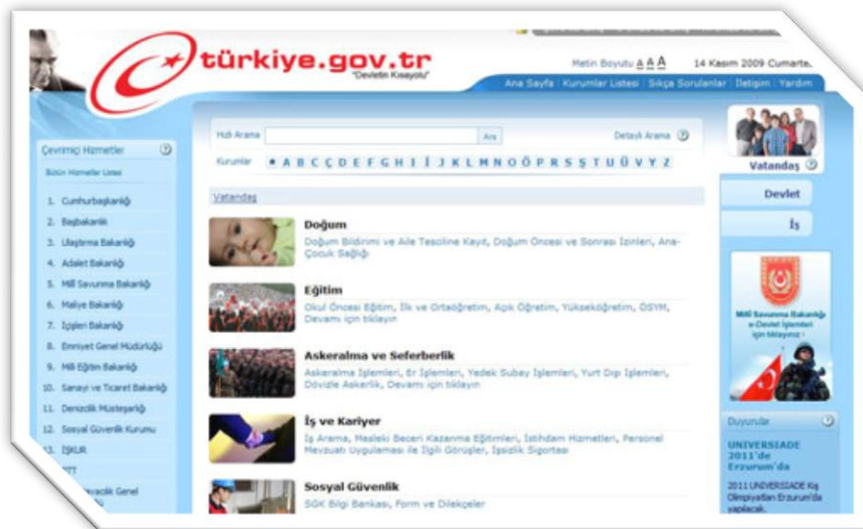 türkiye.gov.tr
"Devletin Kısayolu"
Metin Boyutu A A A
14 Kasım 2009 Cumarte.
Ana Sayfa Kurumlar Listesi Sıkça Sorulanlar İletişim Yardım
Çevrimiçi Hizmetler
Bütün Hizmetler Listesi
1. Cumhurbaşkanlığı
2. Başbakanlık
3. Ulaştırma Bakanlığı
4. Adalet Bakanlığı
5. Millî Savunma Bakanlığı
6. Maliye Bakanlığı
7. İçişleri Bakanlığı
8. Emniyet Genel Müdürlüğü
9. Milli Eğitim Bakanlığı
10. Sanayi ve Ticaret Bakanlığı
11. Denizcilik Müsteşarlığı
12. Sosyal Güvenlik Kurumu
13. İŞKUR
PTT
Genel
Hızlı Arama
Ara
Detaylı Arama
Kurumlar
A B C Ç D E F G H I İ J K L M N O Ö P R S Ş T U Ü V Y Z
Vatandaş
Doğum
Doğum Bildirimi ve Aile Tesciline Kayıt, Doğum Öncesi ve Sonrası İzinleri, Ana-
Çocuk Sağlığı
Eğitim
Okul Öncesi Eğitim, İlk ve Ortaöğretim, Açık Öğretim, Yükseköğretim, ÖSYM,
Devamı için tıklayın
Askeralma ve Seferberlik
Askeralma İşlemleri, Er İşlemleri, Yedek Subay İşlemleri, Yurt Dışı İşlemleri,
Dövizle Askerlik, Devamı için tıklayın
İş ve Kariyer
İş Arama, Mesleki Beceri Kazanma Eğitimleri, İstihdam Hizmetleri, Personel
Mevzuatı Uygulaması ile İlgili Görüşler, İşsizlik Sigortası
Sosyal Güvenlik
SGK Bilgi Bankası, Form ve Dilekçeler
Vatandaş
Devlet
İş
Millî Savunma Bakanlığı
e-Devlet İşlemleri
için tıklayınız
Duyurular
UNIVERSIADE
2011'de
Erzurum'da
2011 UNIVERSIADE Kış
Olimpiyatları Erzurum'da
yapılacak.